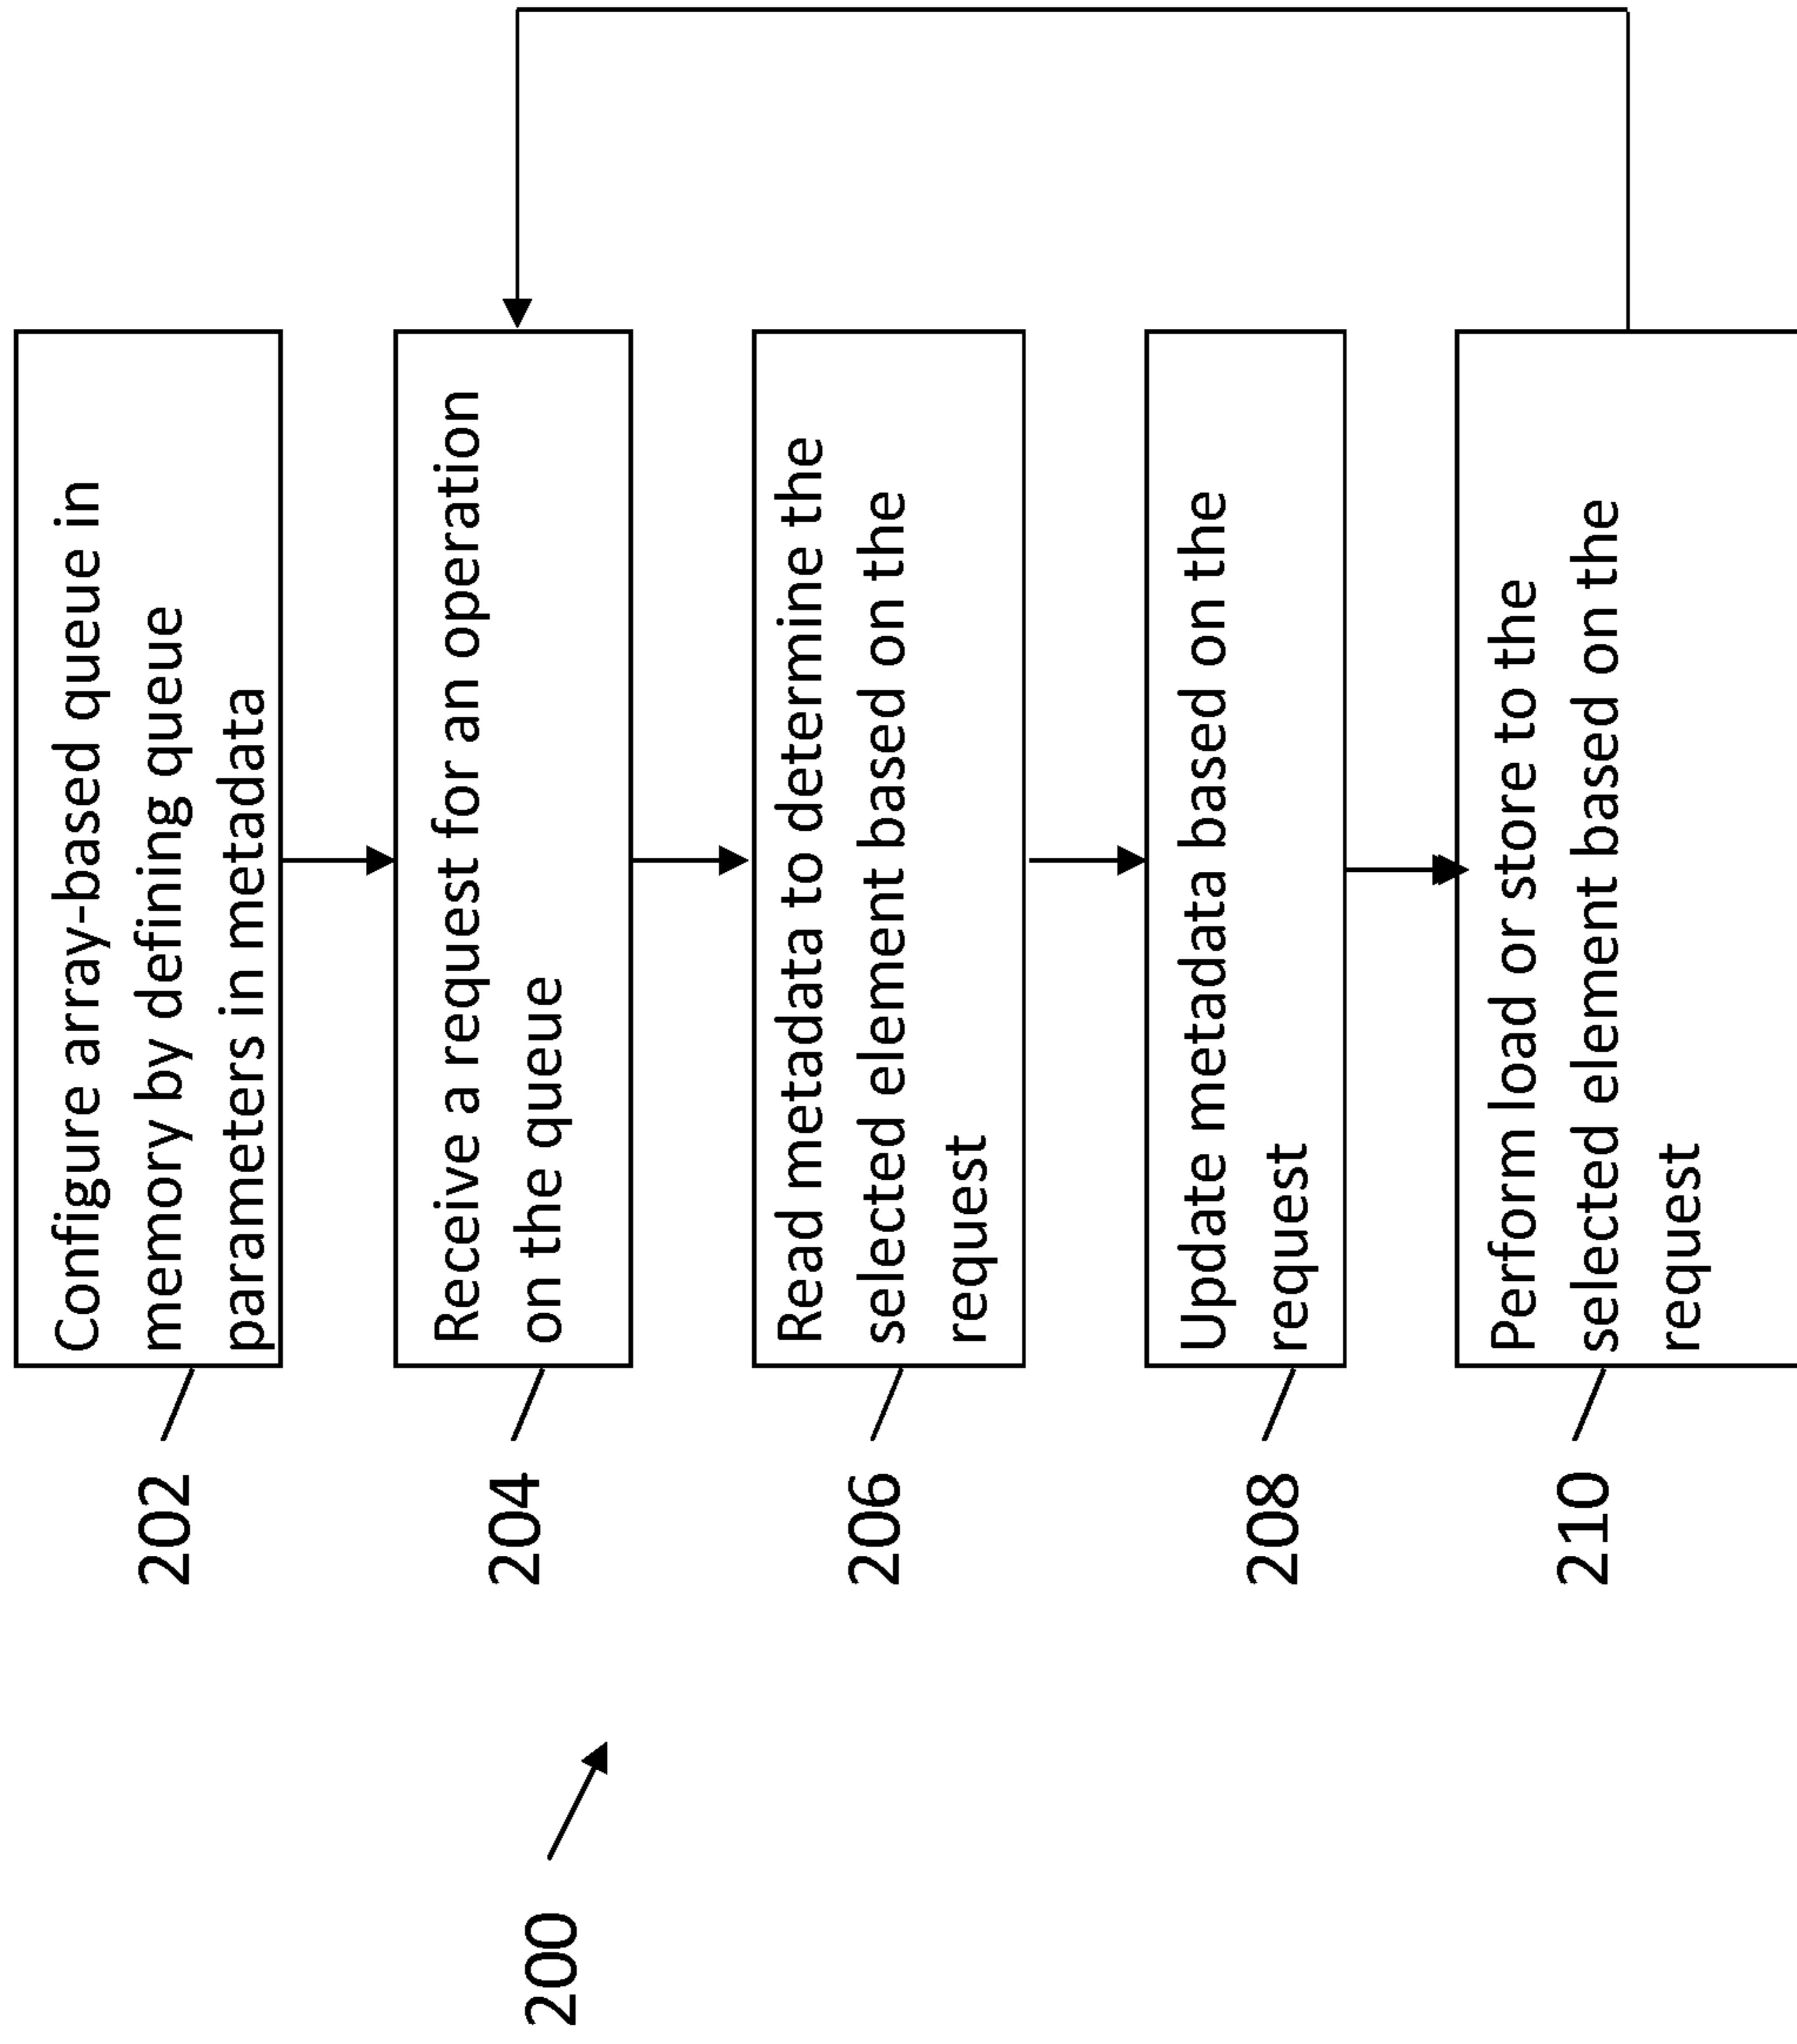 200
202
Configure array-based queue in
memory by defining queue
parameters in metadata
204
Receive a request for an operation
on the queue
206
Read metadata to determine the
selected element based on the
request
208
Update metadata based on the
request
210
Perform load or store to the
selected element based on the
request